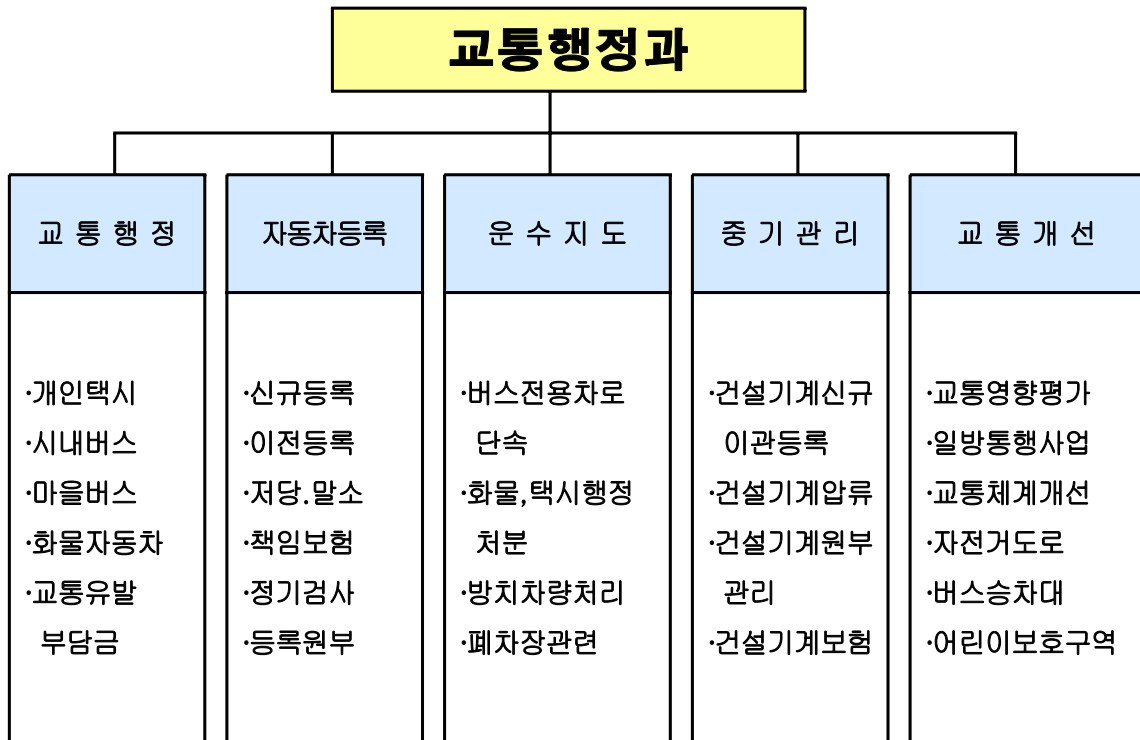 교통행정과
교 통 행 정
·개인택시
·시내버스
·마을버스
·화물자동차
·교통유발
부담금
자동차등록
·신규등록
·이전등록
·저당.말소
·책임보험
·정기검사
·등록원부
운 수 지 도
·버스전용차로
단속
·화물,택시행정
처분
·방치차량처리
·폐차장관련
중 기 관 리
·건설기계신규
이관등록
·건설기계압류
·건설기계원부
관리
·건설기계보험
교 통 개 선
·교통영향평가
·일방통행사업
·교통체계개선
·자전거도로
·버스승차대
·어린이보호구역